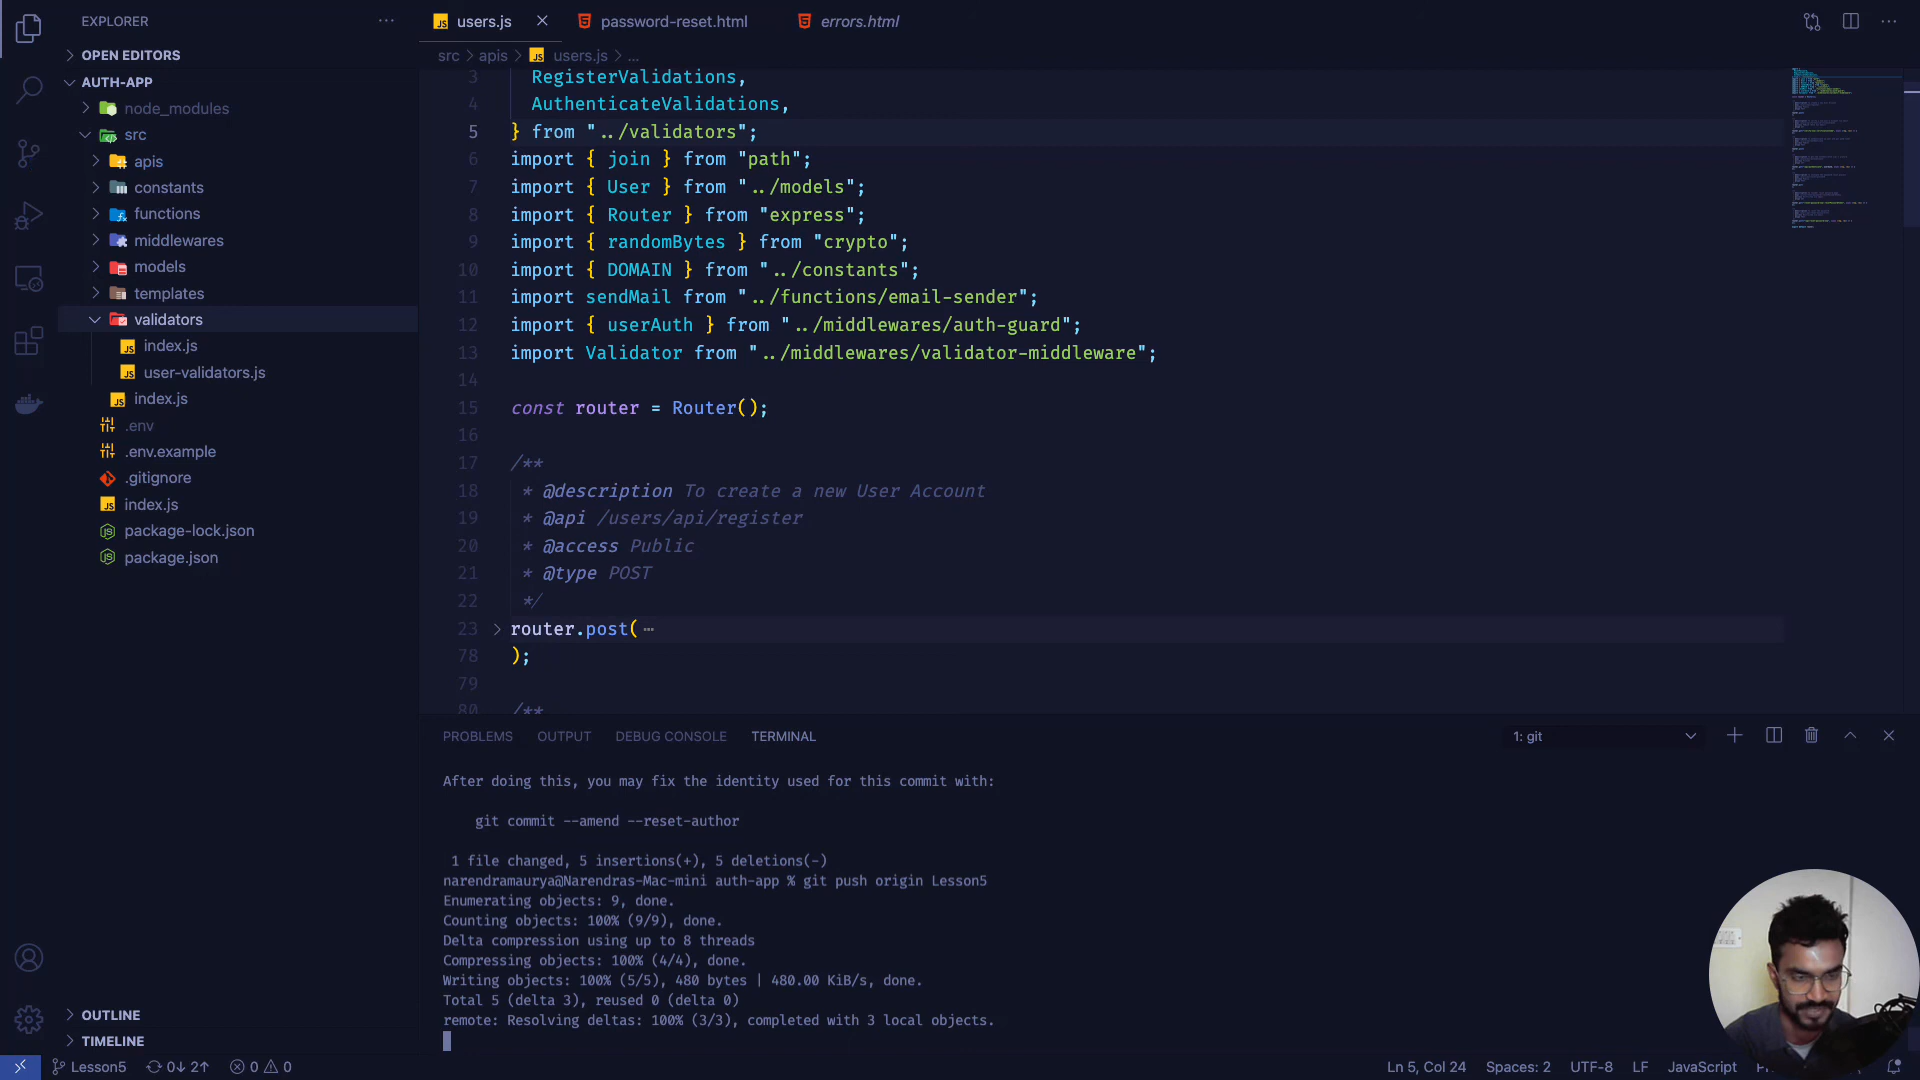 EXPLORER
OPEN EDITORS
AUTH-APP
node_modules
src
apis
constants
functions
middlewares
models
templates
validators
index.js
user-validators.js
index.js
.env
.env.example
.gitignore
index.js
package-lock.json
package.json
OUTLINE
TIMELINE
users.js
password-reset.html
errors.html
src > apis > users.js > ...
3 RegisterValidations,
4 AuthenticateValidations,
5 } from "../validators";
6 import { join } from "path";
7 import { User } from "../models";
8 import { Router } from "express";
9 import { randomBytes } from "crypto";
10 import { DOMAIN } from "../constants";
11 import sendMail from "../functions/email-sender";
12 import { userAuth } from "../middlewares/auth-guard";
13 import Validator from "../middlewares/validator-middleware";
14
15 const router = Router();
16
17 /**
18 * @description To create a new User Account
19 * @api /users/api/register
20 * @access Public
21 * @type POST
22 */
23 router.post( ⋯
78 );
79
80 /**
PROBLEMS OUTPUT DEBUG CONSOLE TERMINAL
1: git
After doing this, you may fix the identity used for this commit with:
git commit --amend --reset-author
1 file changed, 5 insertions(+), 5 deletions(-)
narendramaurya@Narendras-Mac-mini auth-app % git push origin Lesson5
Enumerating objects: 9, done.
Counting objects: 100% (9/9), done.
Delta compression using up to 8 threads
Compressing objects: 100% (4/4), done.
Writing objects: 100% (5/5), 480 bytes | 480.00 KiB/s, done.
Total 5 (delta 3), reused 0 (delta 0)
remote: Resolving deltas: 100% (3/3), completed with 3 local objects.
Lesson5 0↓ 2↑ 0 0
Ln 5, Col 24 Spaces: 2 UTF-8 LF JavaScript